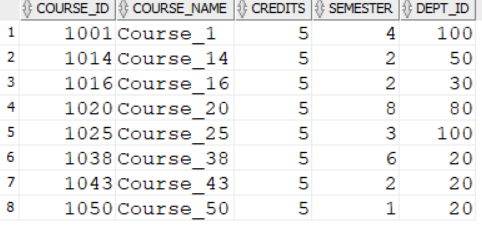 COURSE_ID COURSE_NAME CREDITS SEMESTER DEPT_ID
1 1001 Course_1 5 4 100
2 1014 Course_14 5 2 50
3 1016 Course_16 5 2 30
4 1020 Course_20 5 8 80
5 1025 Course_25 5 3 100
6 1038 Course_38 5 6 20
7 1043 Course_43 5 2 20
8 1050 Course_50 5 1 20